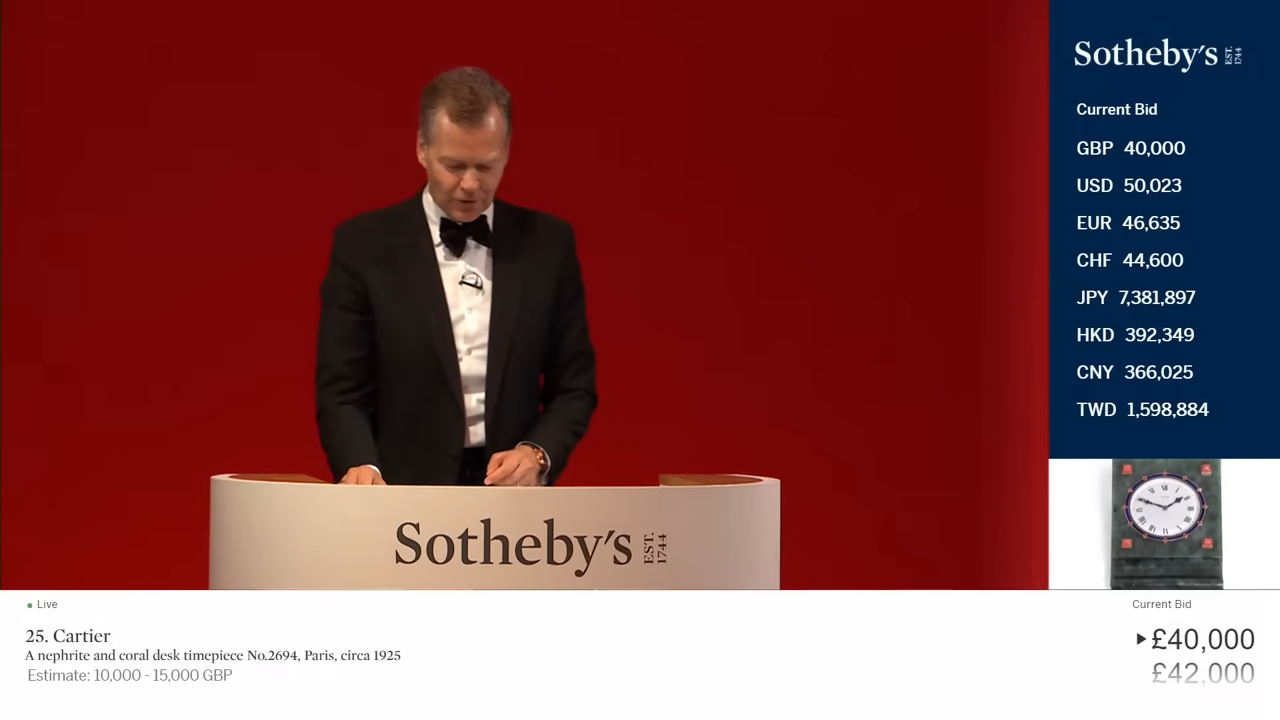 Sotheby's EST. 1744
Current Bid
GBP 40,000
USD 50,023
EUR 46,635
CHF 44,600
JPY 7,381,897
HKD 392,349
CNY 366,025
TWD 1,598,884
Sotheby's EST. 1744
Live
25. Cartier
A nephrite and coral desk timepiece No.2694, Paris, circa 1925
Estimate: 10,000 - 15,000 GBP
Current Bid
£40,000
£42,000